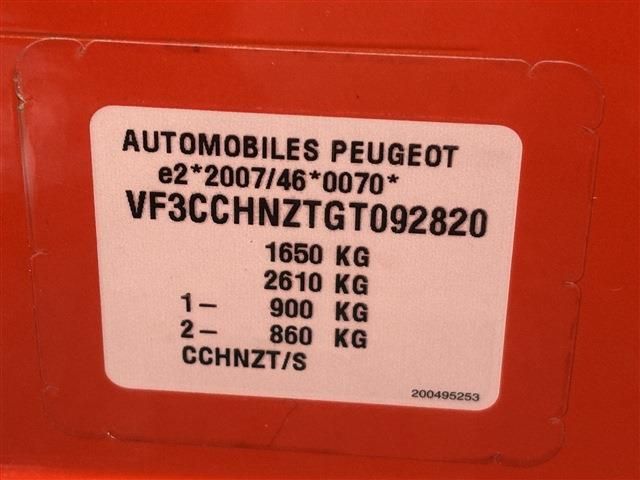 AUTOMOBILES PEUGEOT
e2*2007/46*0070*
VF3CCHNZTGT092820
1650 KG
2610 KG
1- 900 KG
2- 860 KG
CCHNZT/S
200495253